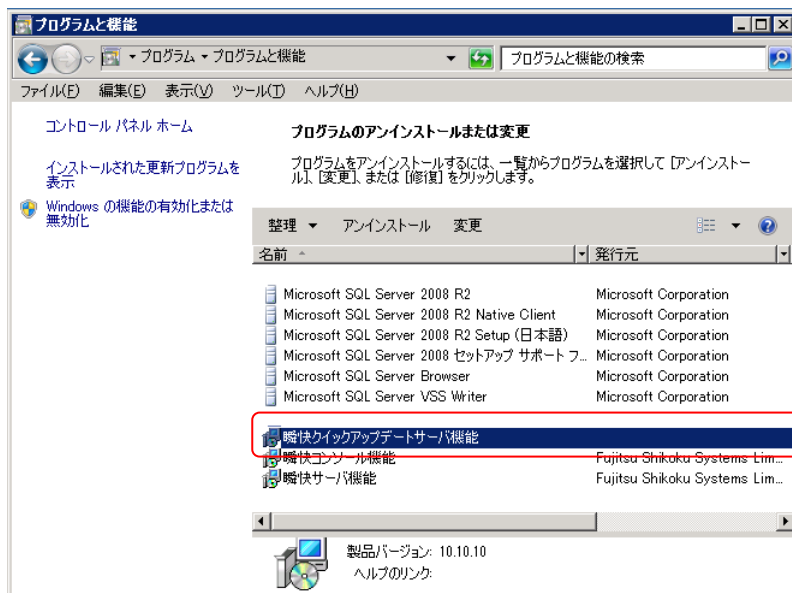 プログラムと機能
プログラム プログラムと機能
プログラムと機能の検索
ファイル(F) 編集(E) 表示(V) ツール(T) ヘルプ(H)
コントロール パネル ホーム
インストールされた更新プログラムを
表示
Windows の機能の有効化または
無効化
プログラムのアンインストールまたは変更
プログラムをアンインストールするには、一覧からプログラムを選択して [アンインストー
ル]、[変更]、または [修復] をクリックします。
整理 アンインストール 変更
名前 発行元
Microsoft SQL Server 2008 R2 Microsoft Corporation
Microsoft SQL Server 2008 R2 Native Client Microsoft Corporation
Microsoft SQL Server 2008 R2 Setup (日本語) Microsoft Corporation
Microsoft SQL Server 2008 セットアップ サポート フ... Microsoft Corporation
Microsoft SQL Server Browser Microsoft Corporation
Microsoft SQL Server VSS Writer Microsoft Corporation
瞬快クイックアップデートサーバ機能
瞬快コンソール機能 Fujitsu Shikoku Systems Lim...
瞬快サーバ機能 Fujitsu Shikoku Systems Lim...
製品バージョン: 10.10.10
ヘルプのリンク: